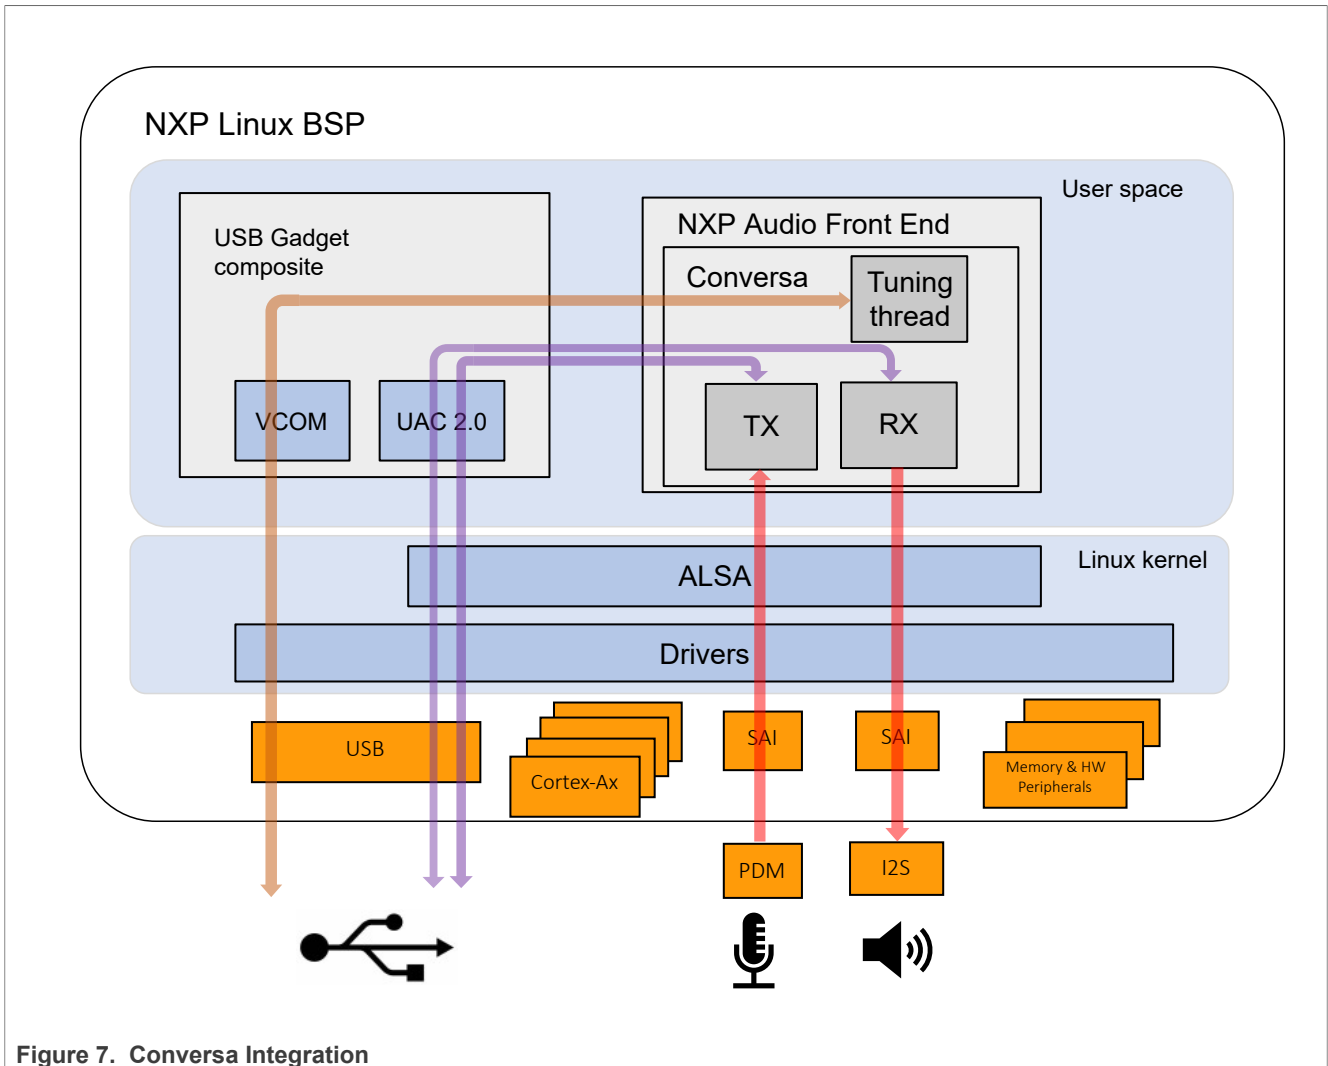 NXP Linux BSP
User space
USB Gadget
composite
NXP Audio Front End
Conversa
Tuning
thread
VCOM
UAC 2.0
TX
RX
Linux kernel
ALSA
Drivers
USB
Cortex-Ax
SAI
SAI
Memory & HW
Peripherals
PDM
I2S
Figure 7. Conversa Integration